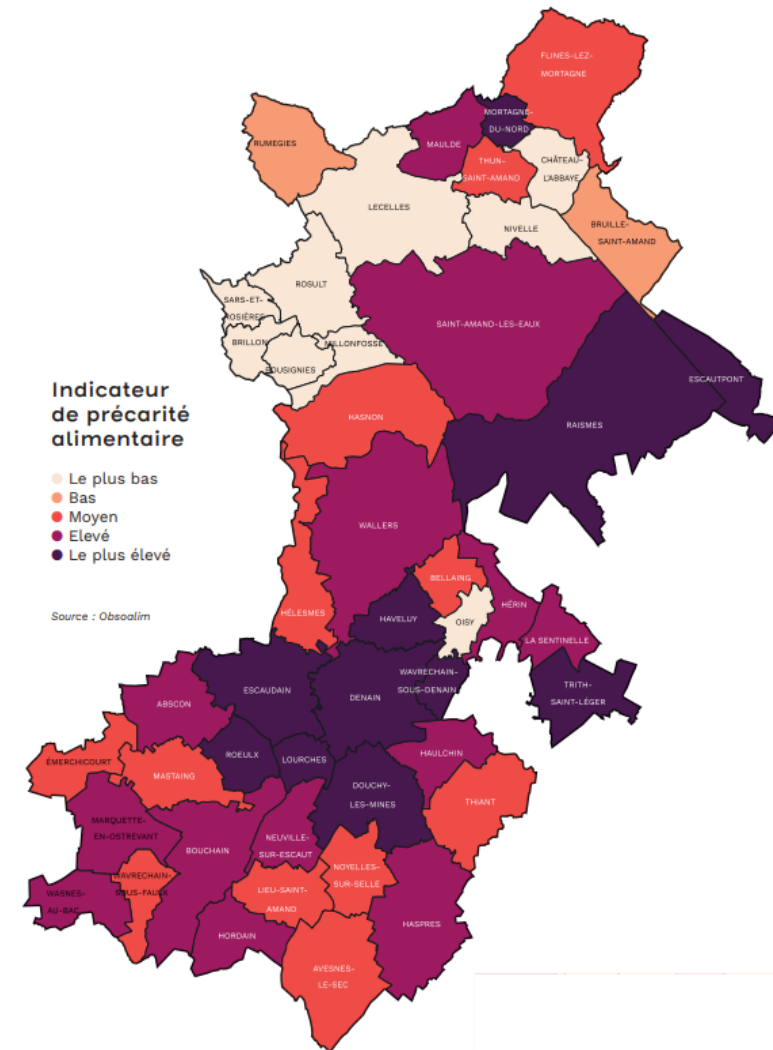 FLINES-LEZ-
MORTAGNE
MORTAGNE-
DU-NORD
MAULDE
RUMEGIES
THUN-
SAINT-AMAND
CHÂTEAU-
L'ABBAYE
LECELLES
NIVELLE
BRUILLE-
SAINT-AMAND
ROSULT
SARS-ET-
ROSIÈRES
SAINT-AMAND-LES-EAUX
BRILLON
MILLONFOSSE
BOUSIGNIES
ESCAUTPONT
Indicateur
de précarité
alimentaire
Le plus bas
Bas
Moyen
Elevé
Le plus élevé
Source : Obsoalim
HASNON
RAISMES
WALLERS
BELLAING
HÉLESMES
HAVELUY
OISY
HÉRIN
LA SENTINELLE
ESCAUDAIN
DENAIN
WAVRECHAIN-
SOUS-DENAIN
TRITH-
SAINT-LÉGER
ABSCON
ROEULX
LOURCHES
HAULCHIN
ÉMERCHICOURT
MASTAING
DOUCHY-
LES-MINES
THIANT
MARQUETTE-
EN-OSTREVANT
BOUCHAIN
NEUVILLE-
SUR-ESCAUT
NOYELLES-
SUR-SELLE
WAVRECHAIN-
SOUS-FAULX
WASNES-
AU-BAC
LIEU-SAINT-
AMAND
HORDAIN
HASPRES
AVESNES-
LE-SEC